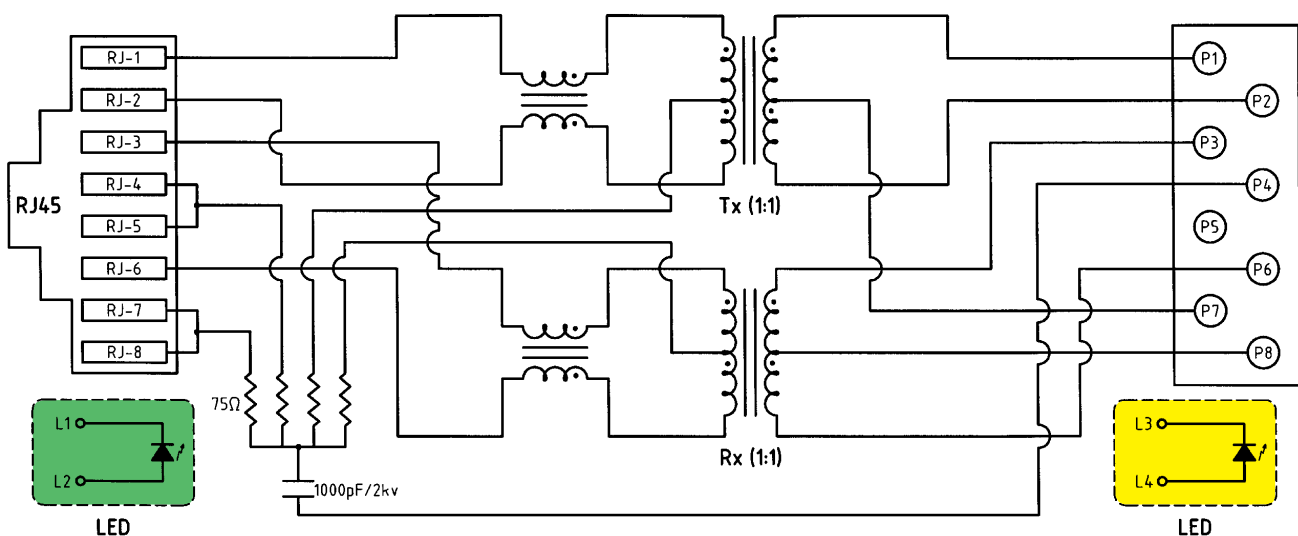 RJ45
RJ-1
RJ-2
RJ-3
RJ-4
RJ-5
RJ-6
RJ-7
RJ-8
75Ω
1000pF/2kv
Tx (1:1)
Rx (1:1)
P1
P2
P3
P4
P5
P6
P7
P8
L1
L2
LED
L3
L4
LED